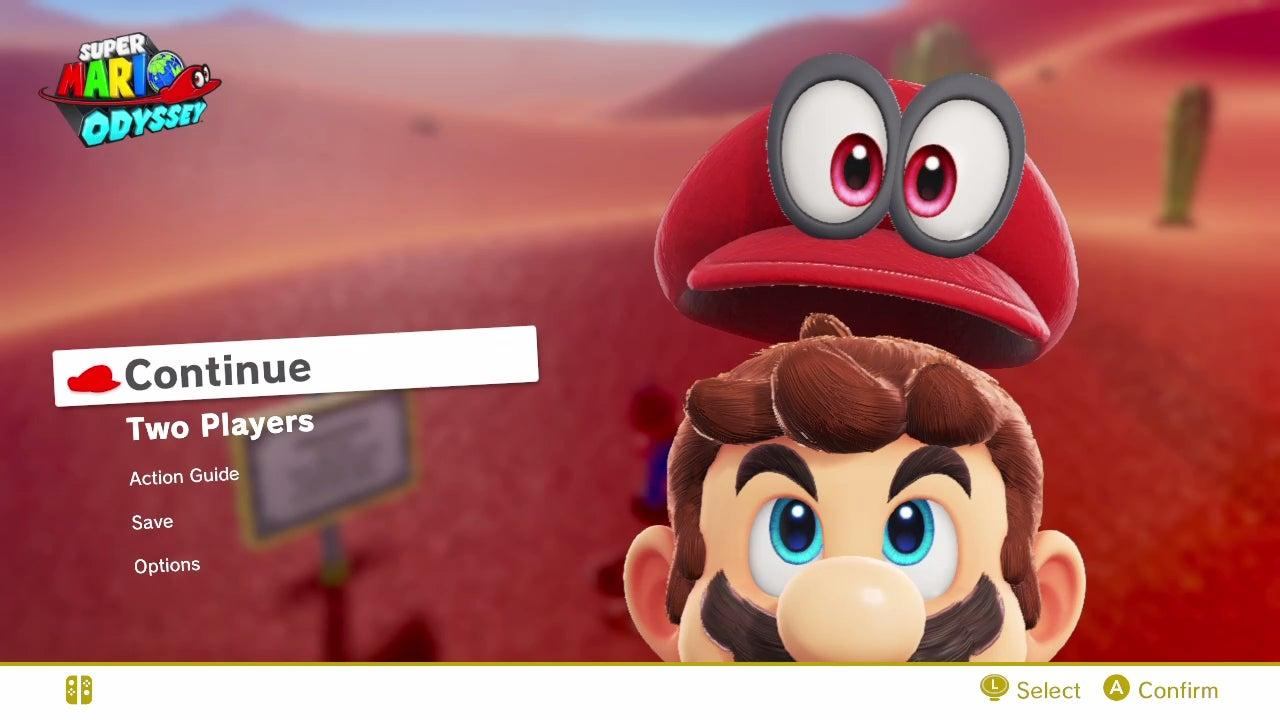 SUPER
MARIO
ODYSSEY
Continue
Two Players
Action Guide
Save
Options
L Select A Confirm